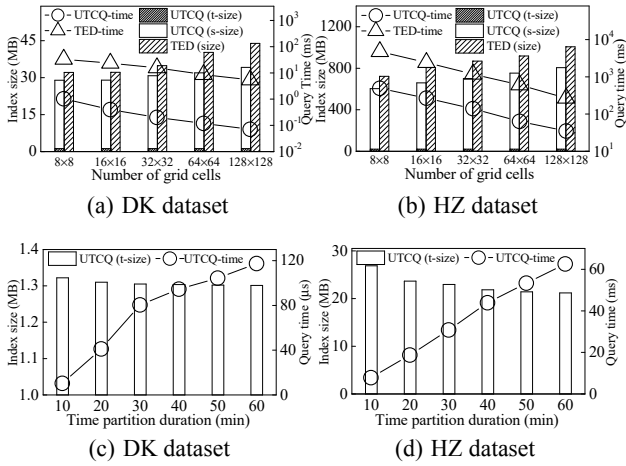 UTCQ-time UTCQ (t-size)
TED-time UTCQ (s-size)
TED (size)
Index size (MB)
45
30
15
0
Query Time (ms)
10³
10²
10¹
10⁰
10⁻¹
10⁻²
8×8 16×16 32×32 64×64 128×128
Number of grid cells
(a) DK dataset
UTCQ-time UTCQ (t-size)
TED-time UTCQ (s-size)
TED (size)
Index size (MB)
1200
800
400
0
Query time (ms)
10⁴
10³
10²
10¹
8×8 16×16 32×32 64×64 128×128
Number of grid cells
(b) HZ dataset
UTCQ (t-size) UTCQ-time
Index size (MB)
1.4
1.3
1.2
1.1
1.0
Query time (μs)
120
80
40
0
10 20 30 40 50 60
Time partition duration (min)
(c) DK dataset
UTCQ (t-size) UTCQ-time
Index size (MB)
30
20
10
0
Query time (ms)
60
40
20
0
10 20 30 40 50 60
Time partition duration (min)
(d) HZ dataset